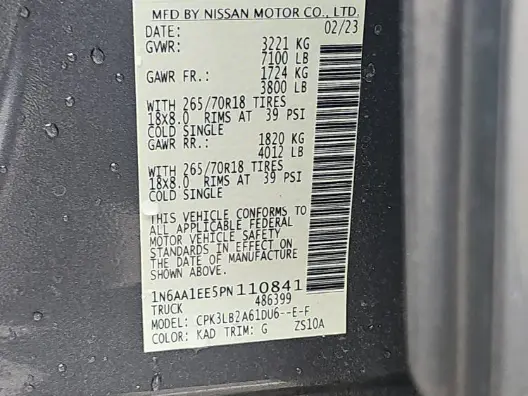 MFD BY NISSAN MOTOR CO., LTD.
DATE: 02/23
GVWR: 3221 KG
7100 LB
GAWR FR.: 1724 KG
3800 LB
WITH 265/70R18 TIRES
18x8.0 RIMS AT 39 PSI
COLD SINGLE
GAWR RR.: 1820 KG
4012 LB
WITH 265/70R18 TIRES
18x8.0 RIMS AT 39 PSI
COLD SINGLE
THIS VEHICLE CONFORMS TO
ALL APPLICABLE FEDERAL
MOTOR VEHICLE SAFETY
STANDARDS IN EFFECT ON
THE DATE OF MANUFACTURE
SHOWN ABOVE.
1N6AA1EE5PN110841
TRUCK 486399
MODEL: CPK3LB2A61DU6--E-F
COLOR: KAD TRIM: G ZS10A